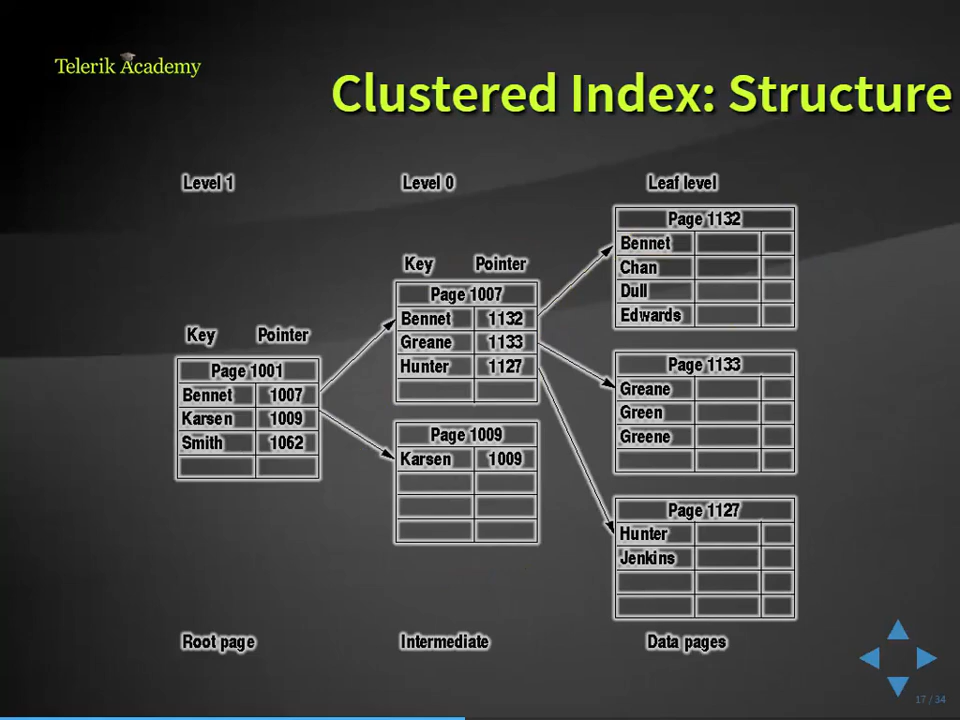 Telerik Academy
Clustered Index: Structure
Level 1
Level 0
Leaf level
Key Pointer
Page 1001
Bennet 1007
Karsen 1009
Smith 1062
Key Pointer
Page 1007
Bennet 1132
Greane 1133
Hunter 1127
Page 1009
Karsen 1009
Page 1132
Bennet
Chan
Dull
Edwards
Page 1133
Greane
Green
Greene
Page 1127
Hunter
Jenkins
Root page
Intermediate
Data pages
17 / 34